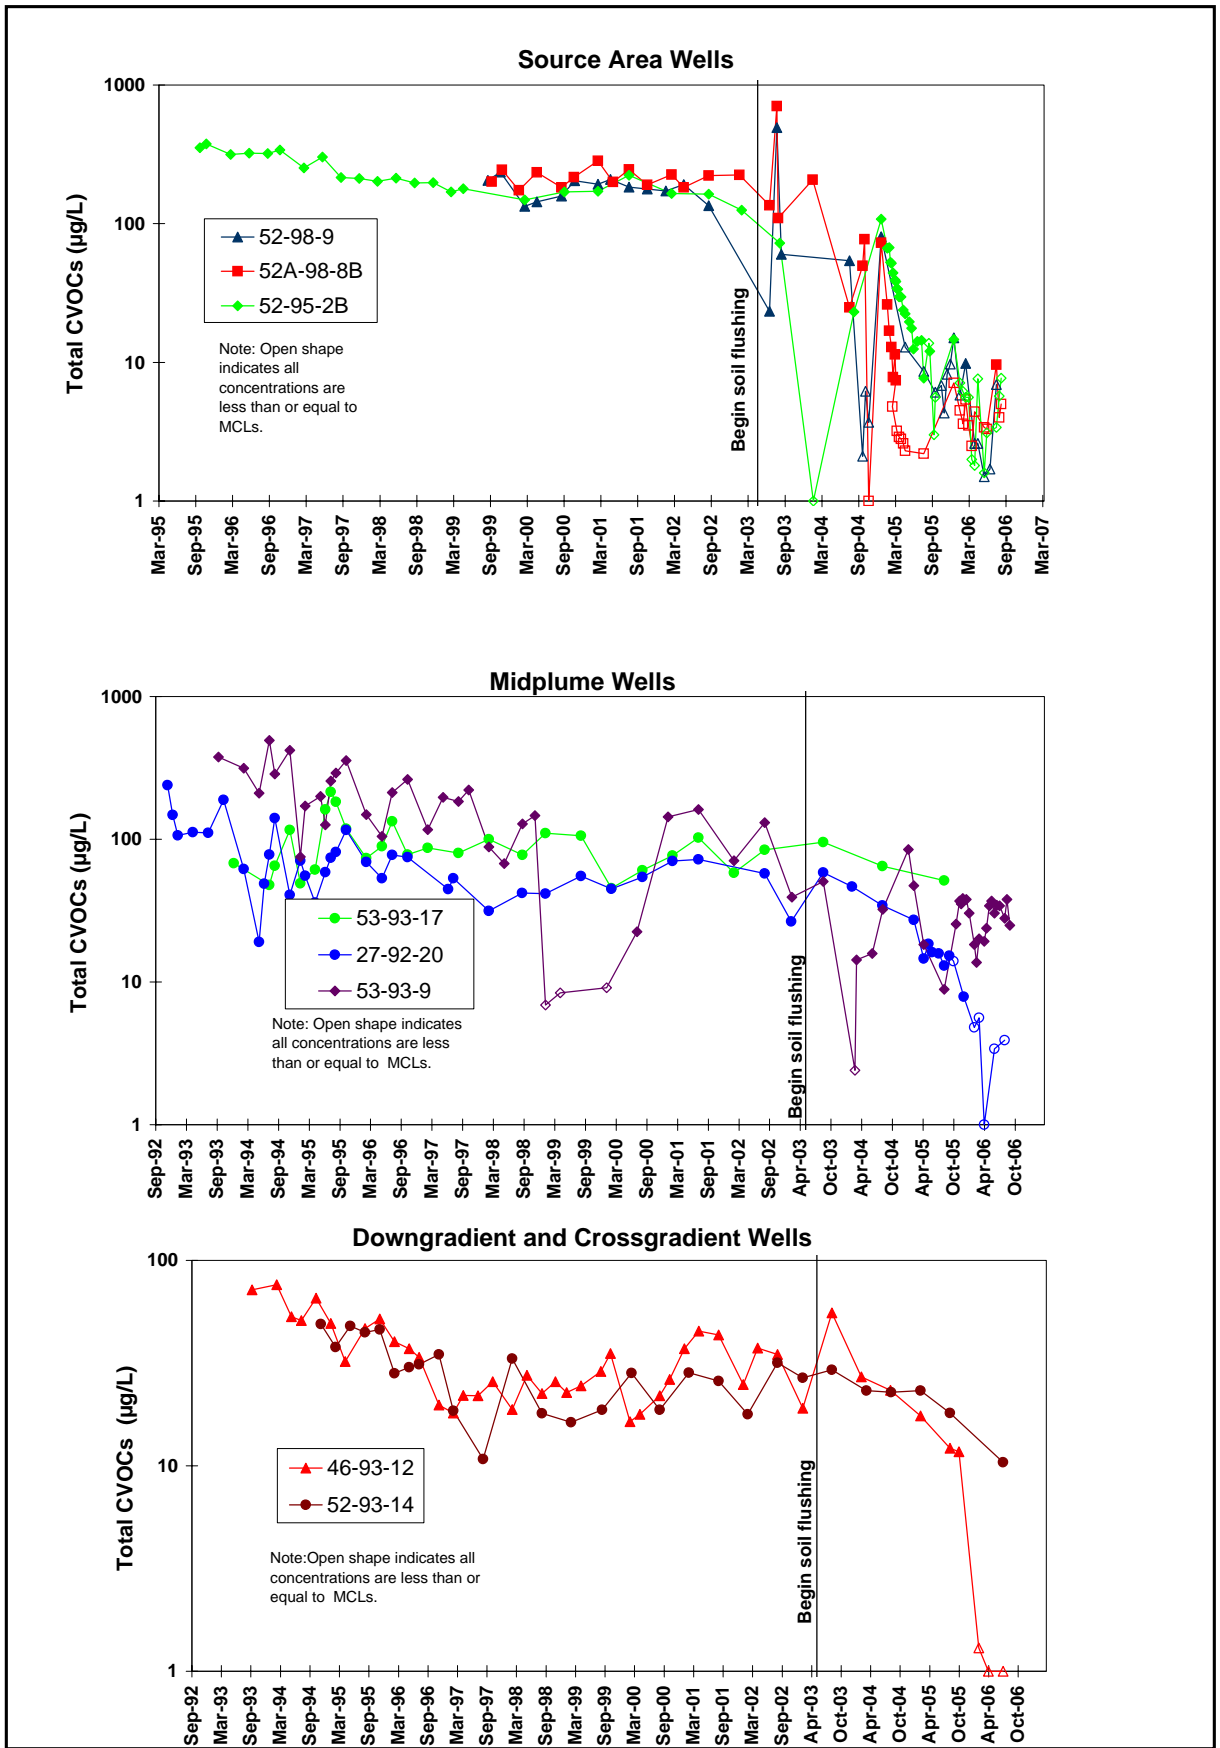 Source Area Wells
1000
100
10
1
Total CVOCs (µg/L)
52-98-9
52A-98-8B
52-95-2B
Note: Open shape
indicates all
concentrations are
less than or equal to
MCLs.
Begin soil flushing
Mar-95
Sep-95
Mar-96
Sep-96
Mar-97
Sep-97
Mar-98
Sep-98
Mar-99
Sep-99
Mar-00
Sep-00
Mar-01
Sep-01
Mar-02
Sep-02
Mar-03
Sep-03
Mar-04
Sep-04
Mar-05
Sep-05
Mar-06
Sep-06
Mar-07
Midplume Wells
1000
100
10
1
Total CVOCs (µg/L)
53-93-17
27-92-20
53-93-9
Note: Open shape indicates
all concentrations are less
than or equal to MCLs.
Begin soil flushing
Sep-92
Mar-93
Sep-93
Mar-94
Sep-94
Mar-95
Sep-95
Mar-96
Sep-96
Mar-97
Sep-97
Mar-98
Sep-98
Mar-99
Sep-99
Mar-00
Sep-00
Mar-01
Sep-01
Mar-02
Sep-02
Apr-03
Oct-03
Apr-04
Oct-04
Apr-05
Oct-05
Apr-06
Oct-06
Downgradient and Crossgradient Wells
100
10
1
Total CVOCs (µg/L)
46-93-12
52-93-14
Note:Open shape indicates all
concentrations are less than or
equal to MCLs.
Begin soil flushing
Sep-92
Mar-93
Sep-93
Mar-94
Sep-94
Mar-95
Sep-95
Mar-96
Sep-96
Mar-97
Sep-97
Mar-98
Sep-98
Mar-99
Sep-99
Mar-00
Sep-00
Mar-01
Sep-01
Mar-02
Sep-02
Apr-03
Oct-03
Apr-04
Oct-04
Apr-05
Oct-05
Apr-06
Oct-06